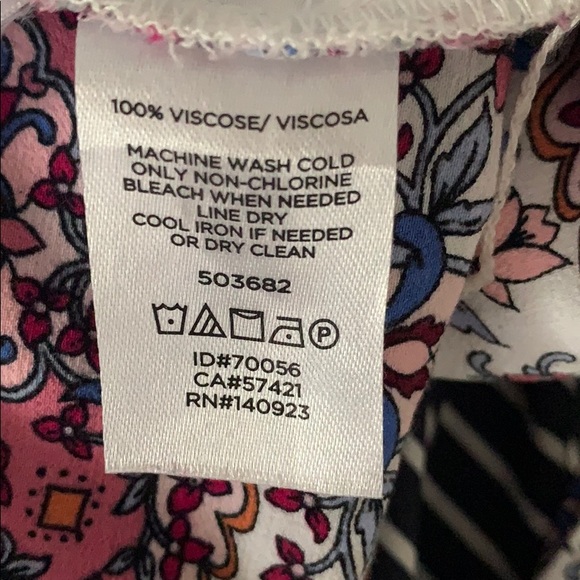 100% VISCOSE/ VISCOSA
MACHINE WASH COLD
ONLY NON-CHLORINE
BLEACH WHEN NEEDED
LINE DRY
COOL IRON IF NEEDED
OR DRY CLEAN
503682
P
ID#70056
CA#57421
RN#140923